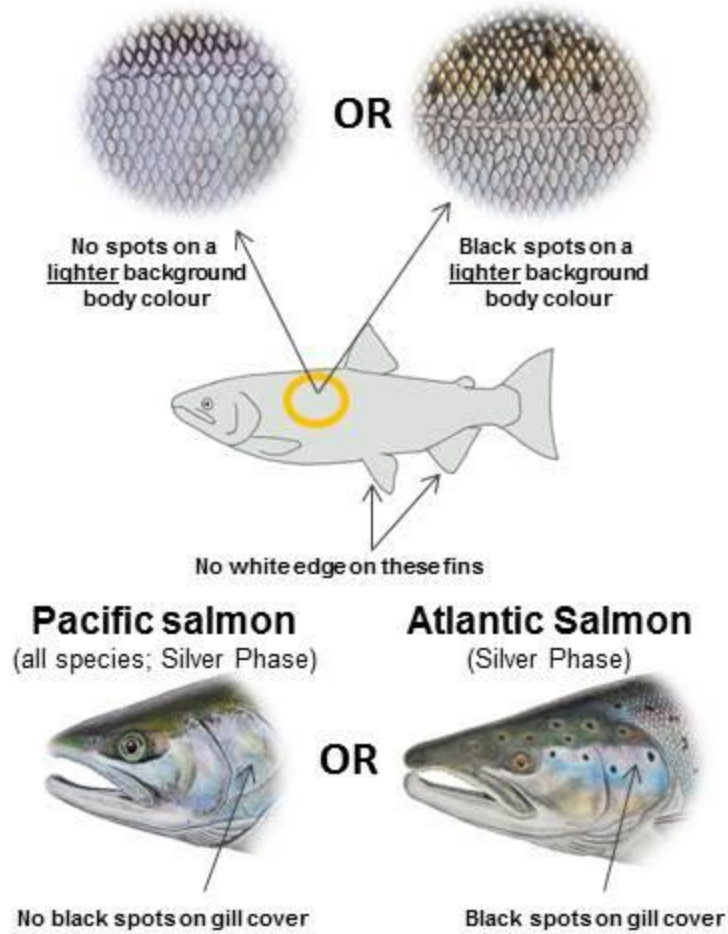 OR
No spots on a
lighter background
body colour
Black spots on a
lighter background
body colour
No white edge on these fins
Pacific salmon
(all species; Silver Phase)
Atlantic Salmon
(Silver Phase)
OR
No black spots on gill cover
Black spots on gill cover